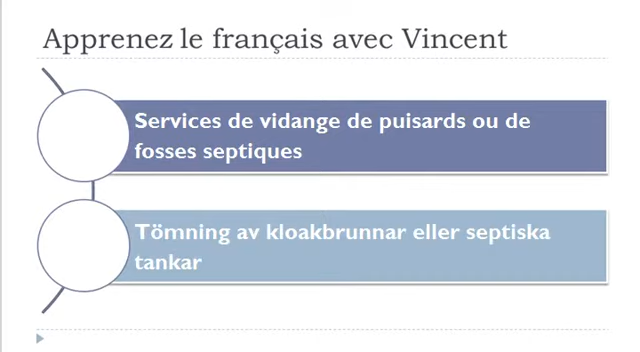 Apprenez le français avec Vincent
Services de vidange de puisards ou de
fosses septiques
Tömning av kloakbrunnar eller septiska
tankar